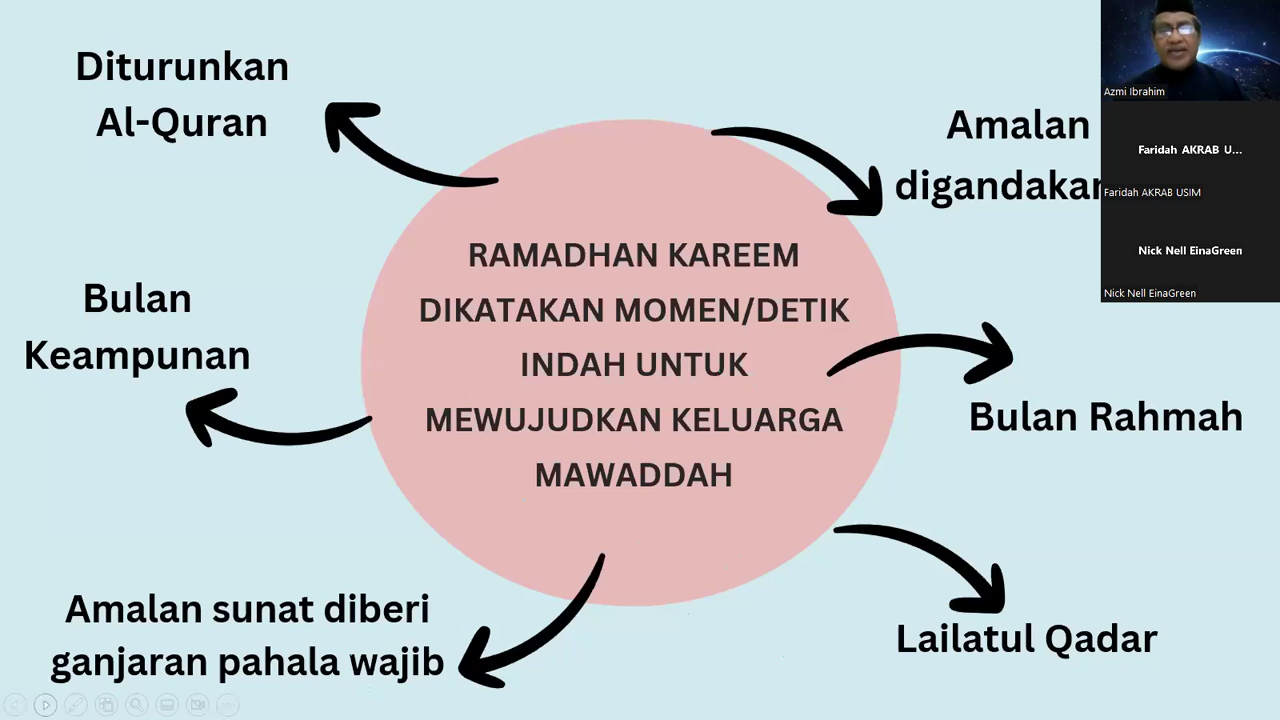 Diturunkan
Al-Quran
Amalan
digandakan
RAMADHAN KAREEM
DIKATAKAN MOMEN/DETIK
INDAH UNTUK
MEWUJUDKAN KELUARGA
MAWADDAH
Bulan
Keampunan
Bulan Rahmah
Amalan sunat diberi
ganjaran pahala wajib
Lailatul Qadar
Azmi Ibrahim
Faridah AKRAB U...
Faridah AKRAB USIM
Nick Nell EinaGreen
Nick Nell EinaGreen